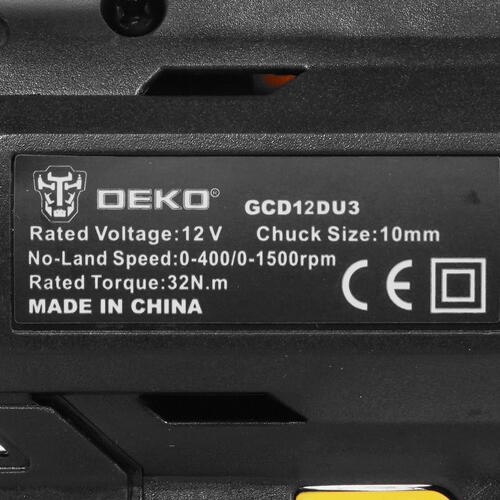 DEKO® GCD12DU3
Rated Voltage:12 V Chuck Size:10mm
No-Land Speed:0-400/0-1500rpm
Rated Torque:32N.m
MADE IN CHINA
CE